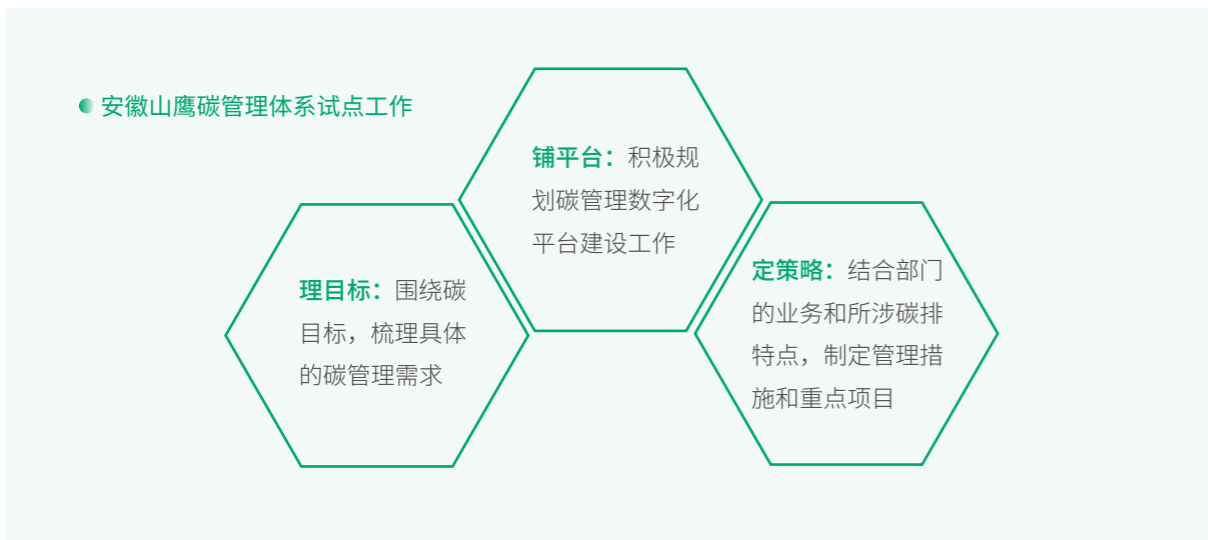 安徽山鹰碳管理体系试点工作
理目标：围绕碳
目标，梳理具体
的碳管理需求
铺平台：积极规
划碳管理数字化
平台建设工作
定策略：结合部门
的业务和所涉碳排
特点，制定管理措
施和重点项目